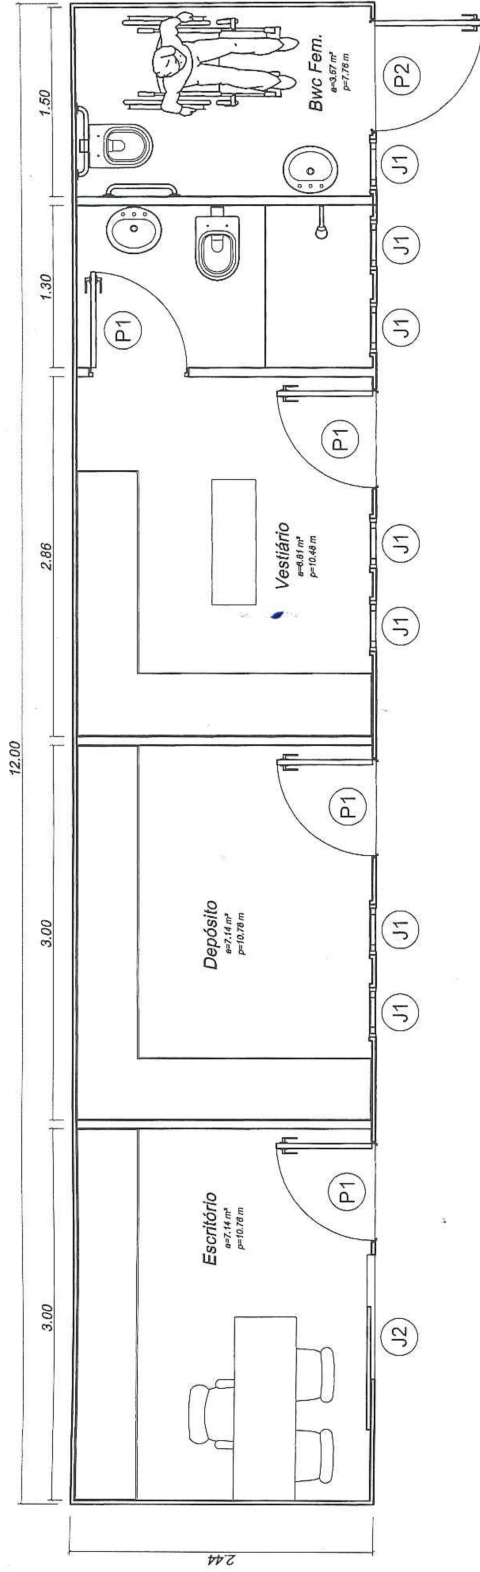 12.00
3.00
3.00
2.86
1.30
1.50
2.44
Escritório
a=7.14 m²
p=10.76 m
Depósito
a=7.14 m²
p=10.76 m
Vestiário
a=6.81 m²
p=10.48 m
Bwc Fem.
a=3.57 m²
p=7.76 m
P1
P1
P1
P1
P2
J2
J1
J1
J1
J1
J1
J1
J1